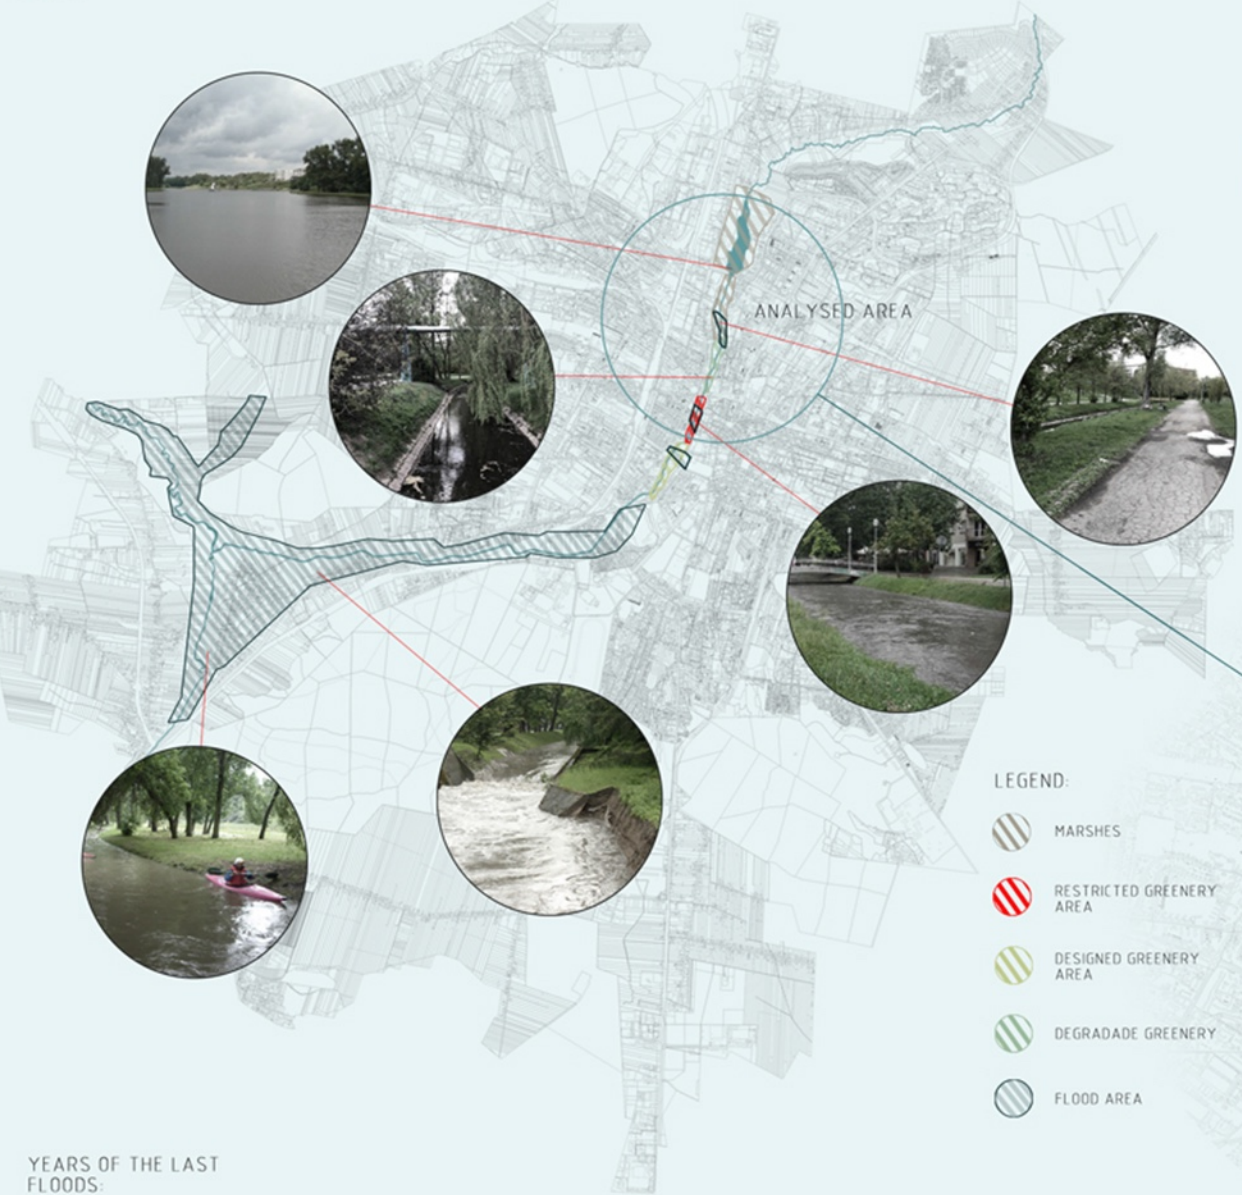 ANALYSED AREA
LEGEND:
MARSHES
RESTRICTED GREENERY
AREA
DESIGNED GREENERY
AREA
DEGRADADE GREENERY
FLOOD AREA
YEARS OF THE LAST
FLOODS: